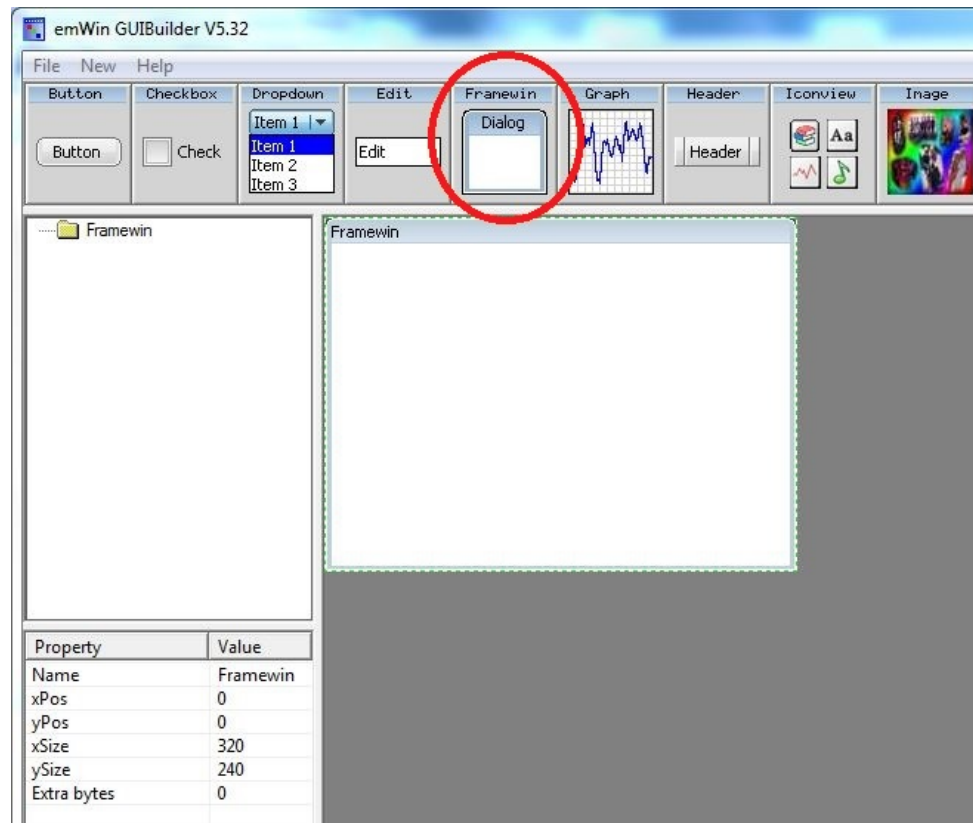 emWin GUIBuilder V5.32
File New Help
Button Checkbox Dropdown Edit Framewin Graph Header Iconview Image
Button
Check
Item 1
Item 1
Item 2
Item 3
Edit
Dialog
Header
Aa
Framewin
Framewin
Property Value
Name Framewin
xPos 0
yPos 0
xSize 320
ySize 240
Extra bytes 0